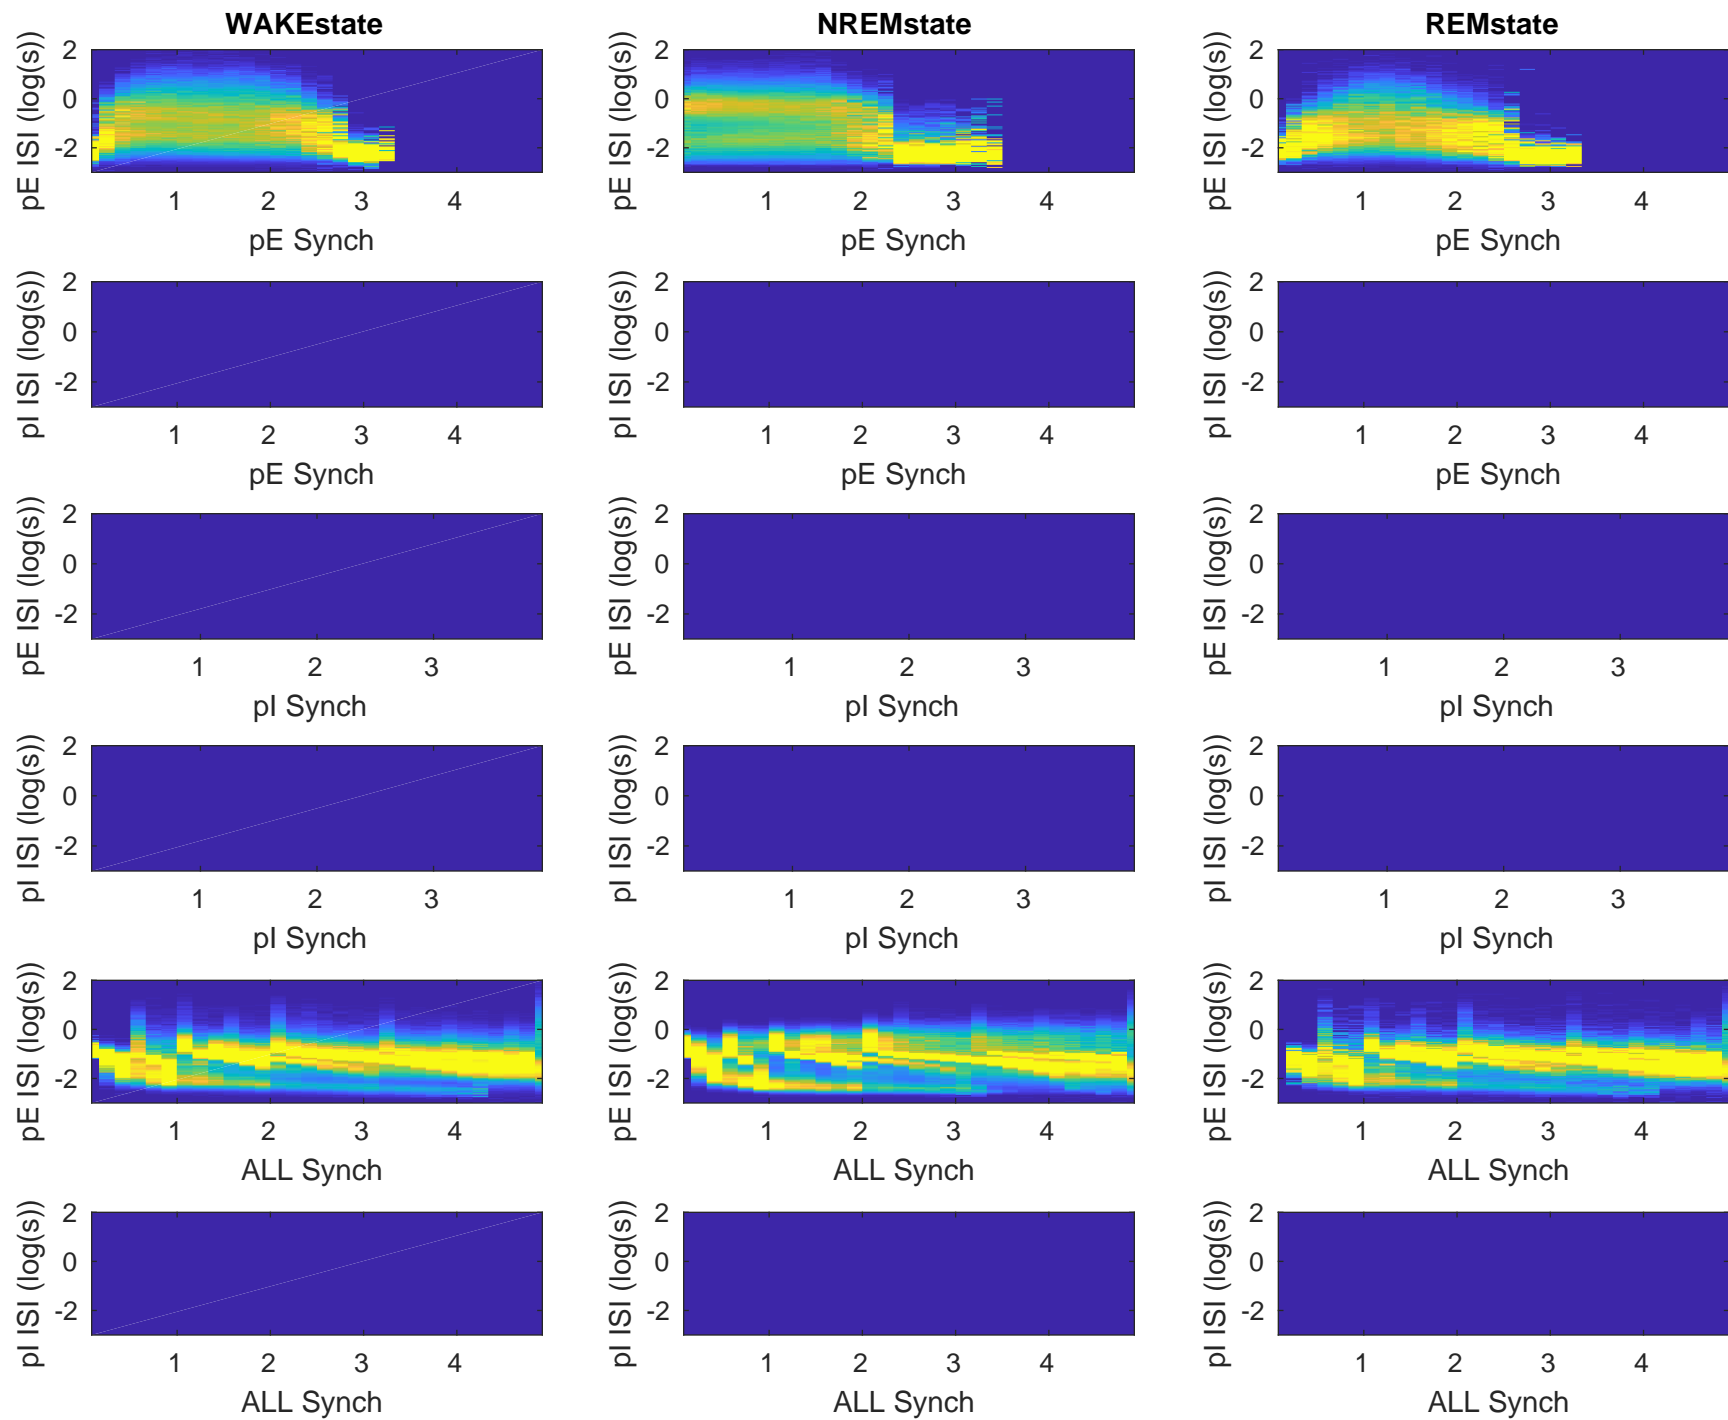 WAKEstate NREMstate REMstate
pE ISI (log(s)) 2 0 -2 pE ISI (log(s)) 2 0 -2 pE ISI (log(s)) 2 0 -2
1 2 3 4 1 2 3 4 1 2 3 4
pE Synch pE Synch pE Synch
pI ISI (log(s)) 2 0 -2 pI ISI (log(s)) 2 0 -2 pI ISI (log(s)) 2 0 -2
1 2 3 4 1 2 3 4 1 2 3 4
pE Synch pE Synch pE Synch
pE ISI (log(s)) 2 0 -2 pE ISI (log(s)) 2 0 -2 pE ISI (log(s)) 2 0 -2
1 2 3 1 2 3 1 2 3
pI Synch pI Synch pI Synch
pI ISI (log(s)) 2 0 -2 pI ISI (log(s)) 2 0 -2 pI ISI (log(s)) 2 0 -2
1 2 3 1 2 3 1 2 3
pI Synch pI Synch pI Synch
pE ISI (log(s)) 2 0 -2 pE ISI (log(s)) 2 0 -2 pE ISI (log(s)) 2 0 -2
1 2 3 4 1 2 3 4 1 2 3 4
ALL Synch ALL Synch ALL Synch
pI ISI (log(s)) 2 0 -2 pI ISI (log(s)) 2 0 -2 pI ISI (log(s)) 2 0 -2
1 2 3 4 1 2 3 4 1 2 3 4
ALL Synch ALL Synch ALL Synch